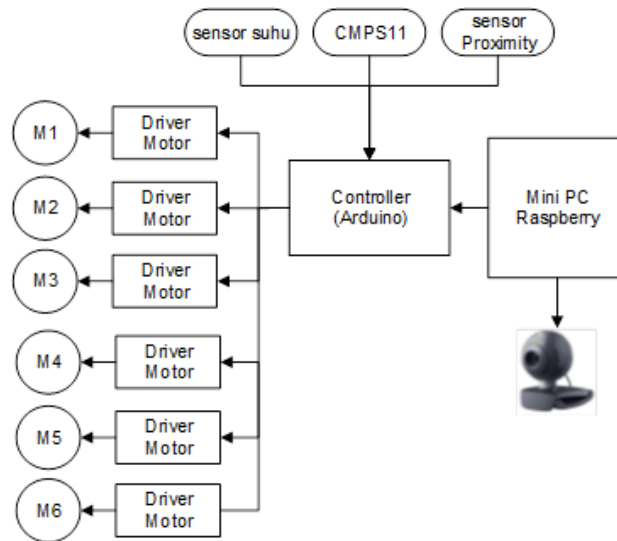 sensor suhu
CMPS11
sensor
Proximity
M1
Driver
Motor
M2
Driver
Motor
M3
Driver
Motor
M4
Driver
Motor
M5
Driver
Motor
M6
Driver
Motor
Controller
(Arduino)
Mini PC
Raspberry